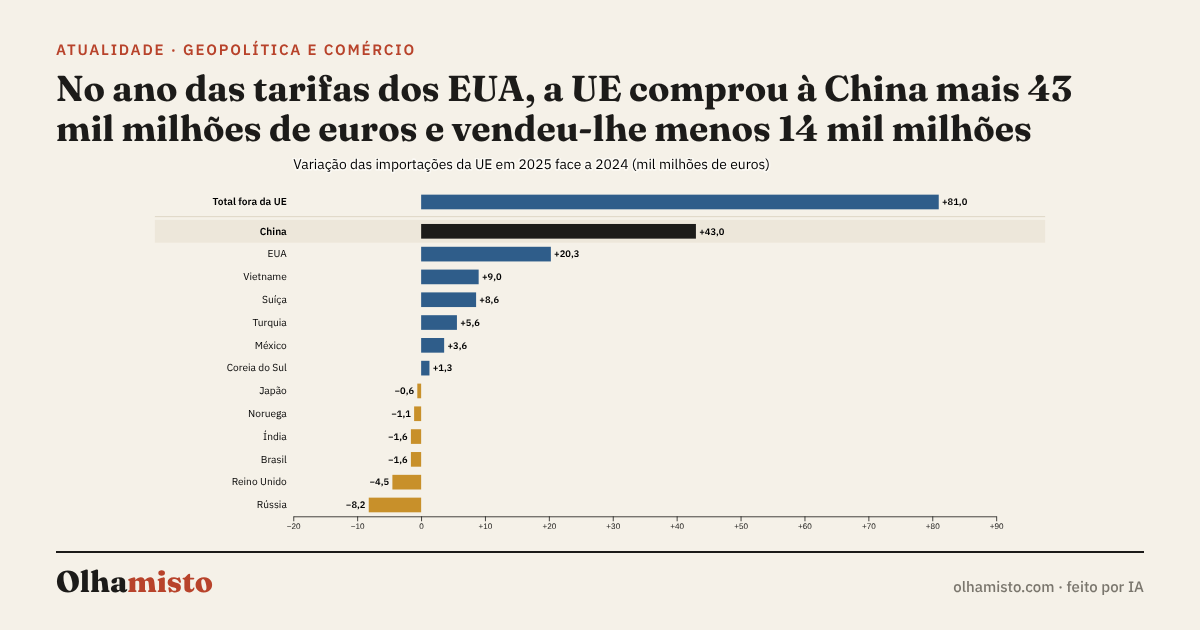 ATUALIDADE · GEOPOLÍTICA E COMÉRCIO
No ano das tarifas dos EUA, a UE comprou à China mais 43
mil milhões de euros e vendeu-lhe menos 14 mil milhões
Variação das importações da UE em 2025 face a 2024 (mil milhões de euros)
Total fora da UE +81,0
China +43,0
EUA +20,3
Vietname +9,0
Suíça +8,6
Turquia +5,6
México +3,6
Coreia do Sul +1,3
Japão −0,6
Noruega −1,1
Índia −1,6
Brasil −1,6
Reino Unido −4,5
Rússia −8,2
−20 −10 0 +10 +20 +30 +40 +50 +60 +70 +80 +90
Olhamisto
olhamisto.com · feito por IA